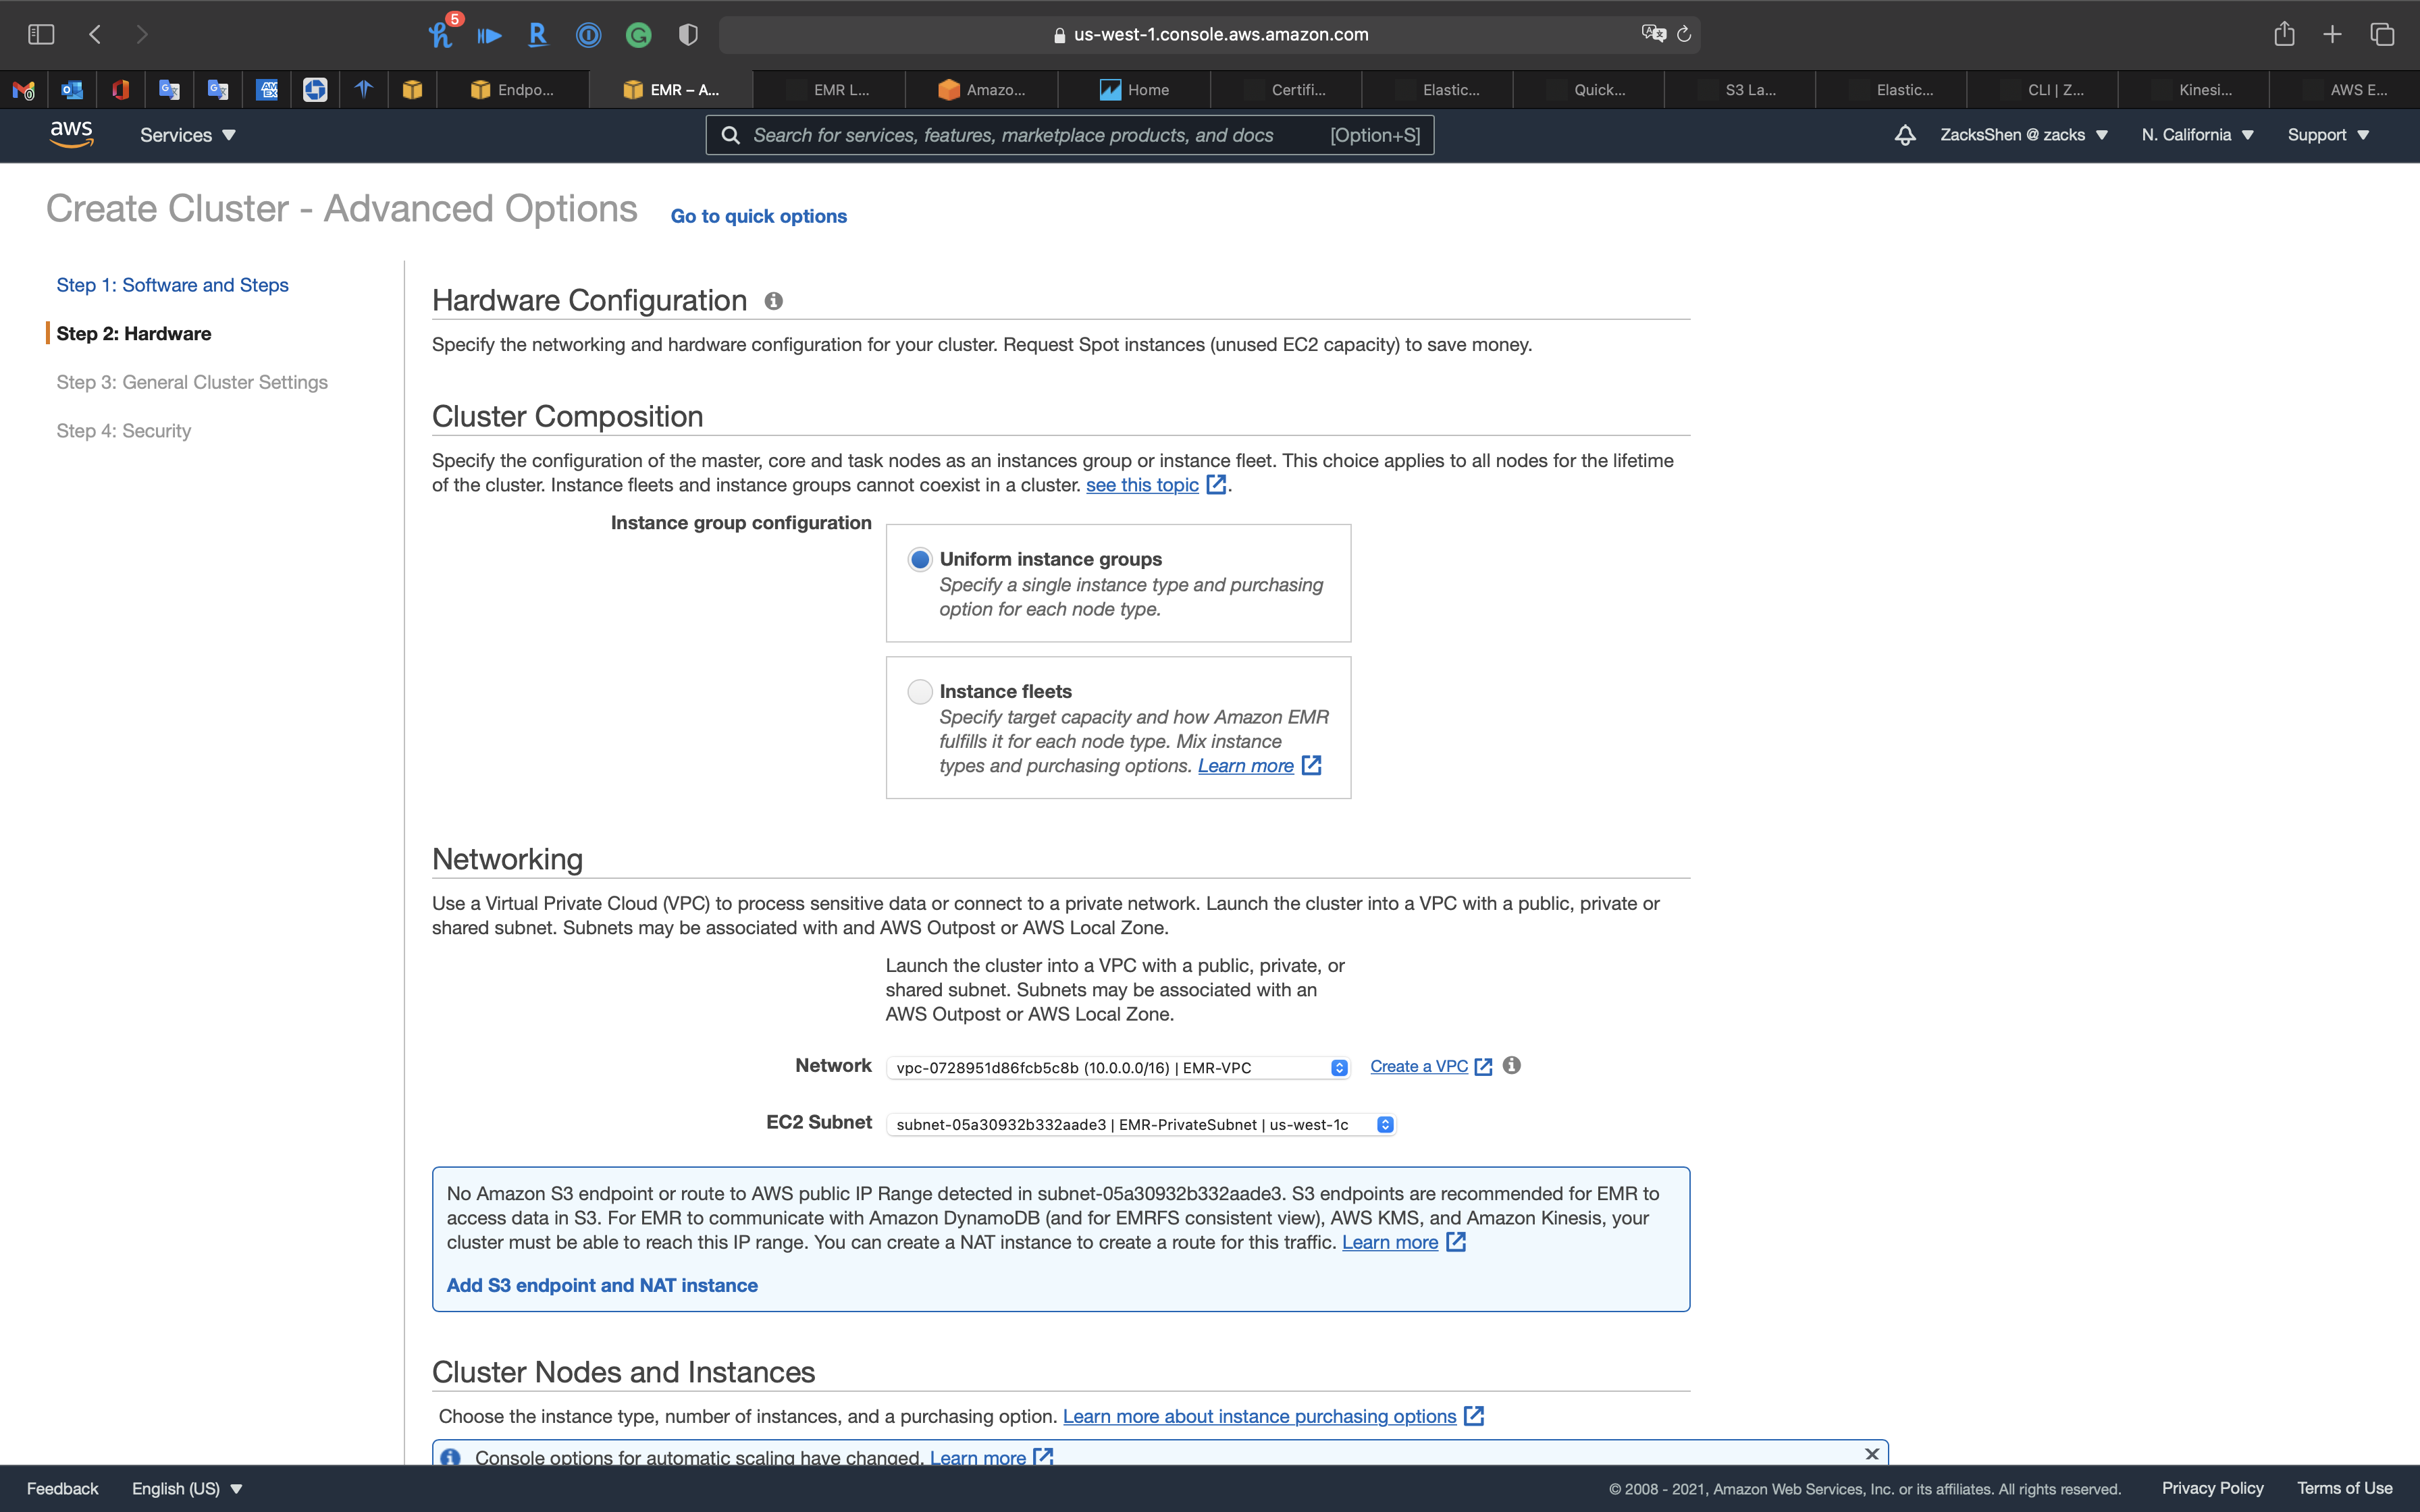 5
us-west-1.console.aws.amazon.com
Endpo...
EMR – A...
EMR L...
Amazo...
Home
Certifi...
Elastic...
Quick...
S3 La...
Elastic...
CLI | Z...
Kinesi...
AWS E...
aws
Services
Search for services, features, marketplace products, and docs
[Option+S]
ZacksShen @ zacks
N. California
Support
Create Cluster - Advanced Options
Go to quick options
Step 1: Software and Steps
Step 2: Hardware
Step 3: General Cluster Settings
Step 4: Security
Hardware Configuration
Specify the networking and hardware configuration for your cluster. Request Spot instances (unused EC2 capacity) to save money.
Cluster Composition
Specify the configuration of the master, core and task nodes as an instances group or instance fleet. This choice applies to all nodes for the lifetime
of the cluster. Instance fleets and instance groups cannot coexist in a cluster. see this topic .
Instance group configuration
Uniform instance groups
Specify a single instance type and purchasing
option for each node type.
Instance fleets
Specify target capacity and how Amazon EMR
fulfills it for each node type. Mix instance
types and purchasing options. Learn more
Networking
Use a Virtual Private Cloud (VPC) to process sensitive data or connect to a private network. Launch the cluster into a VPC with a public, private or
shared subnet. Subnets may be associated with and AWS Outpost or AWS Local Zone.
Launch the cluster into a VPC with a public, private, or
shared subnet. Subnets may be associated with an
AWS Outpost or AWS Local Zone.
Network
vpc-0728951d86fcb5c8b (10.0.0.0/16) | EMR-VPC
Create a VPC
EC2 Subnet
subnet-05a30932b332aade3 | EMR-PrivateSubnet | us-west-1c
No Amazon S3 endpoint or route to AWS public IP Range detected in subnet-05a30932b332aade3. S3 endpoints are recommended for EMR to
access data in S3. For EMR to communicate with Amazon DynamoDB (and for EMRFS consistent view), AWS KMS, and Amazon Kinesis, your
cluster must be able to reach this IP range. You can create a NAT instance to create a route for this traffic. Learn more
Add S3 endpoint and NAT instance
Cluster Nodes and Instances
Choose the instance type, number of instances, and a purchasing option. Learn more about instance purchasing options
Console options for automatic scaling have changed. Learn more
Feedback
English (US)
© 2008 - 2021, Amazon Web Services, Inc. or its affiliates. All rights reserved.
Privacy Policy
Terms of Use